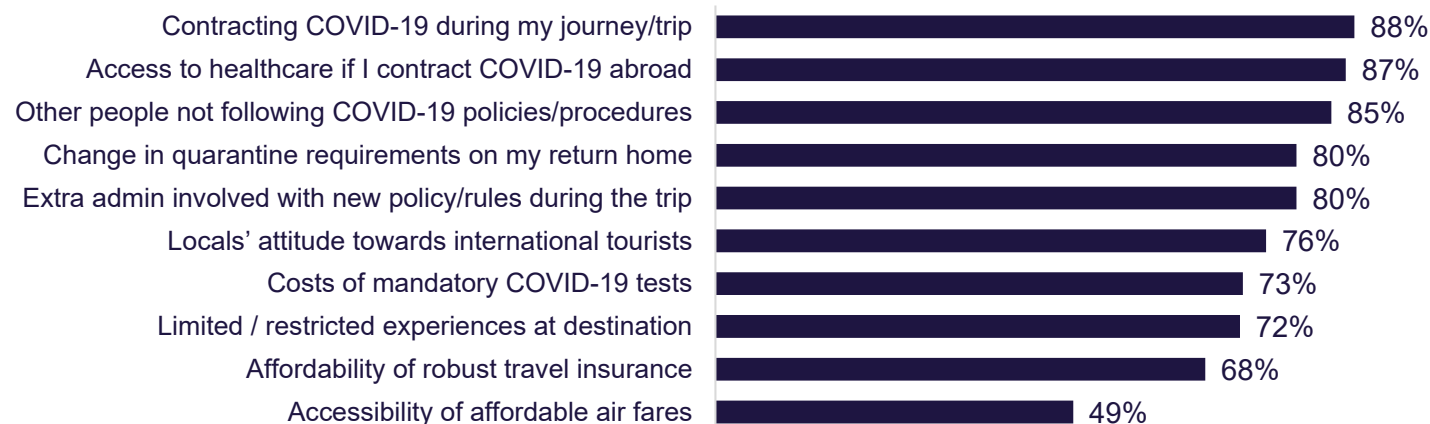 Contracting COVID-19 during my journey/trip 88%
Access to healthcare if I contract COVID-19 abroad 87%
Other people not following COVID-19 policies/procedures 85%
Change in quarantine requirements on my return home 80%
Extra admin involved with new policy/rules during the trip 80%
Locals’ attitude towards international tourists 76%
Costs of mandatory COVID-19 tests 73%
Limited / restricted experiences at destination 72%
Affordability of robust travel insurance 68%
Accessibility of affordable air fares 49%